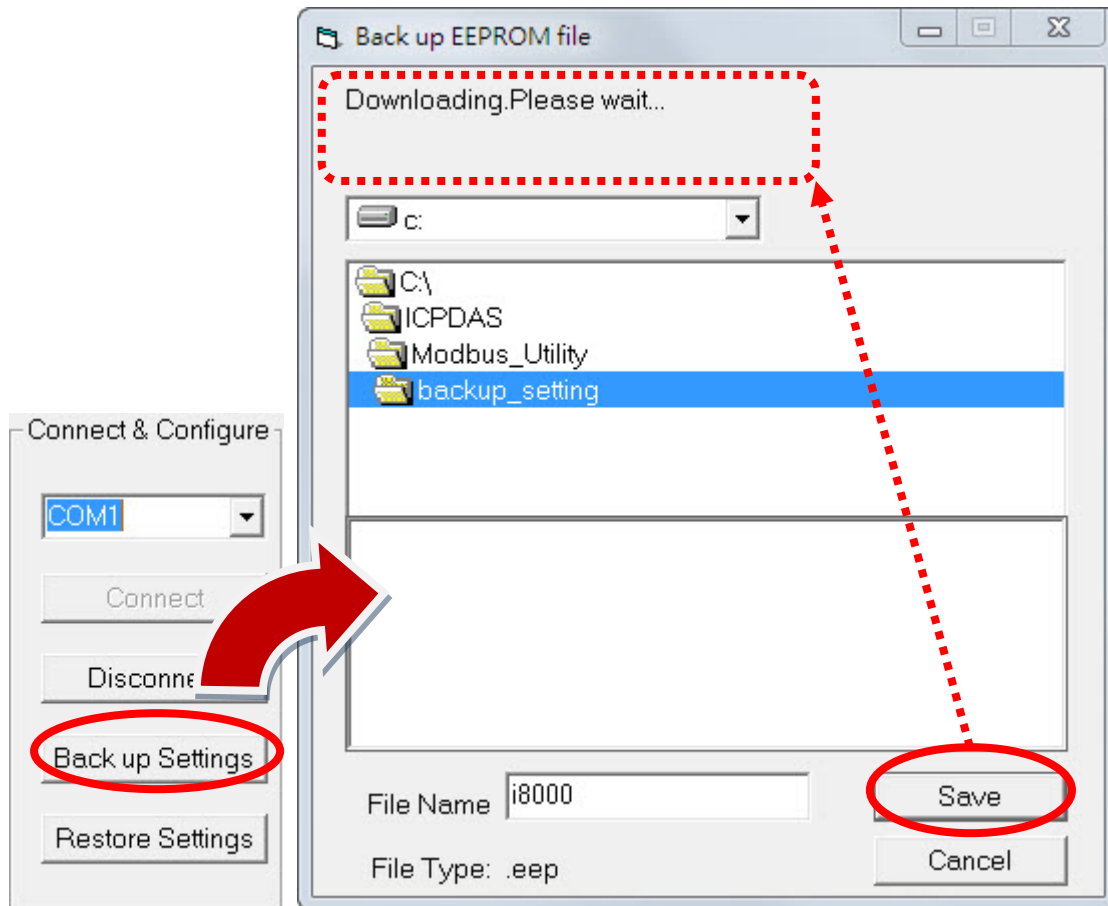 Back up EEPROM file
Downloading.Please wait...
c:
C:\
ICPDAS
Modbus_Utility
backup_setting
File Name i8000
File Type: .eep
Save
Cancel
Connect & Configure
COM1
Connect
Disconne
Back up Settings
Restore Settings